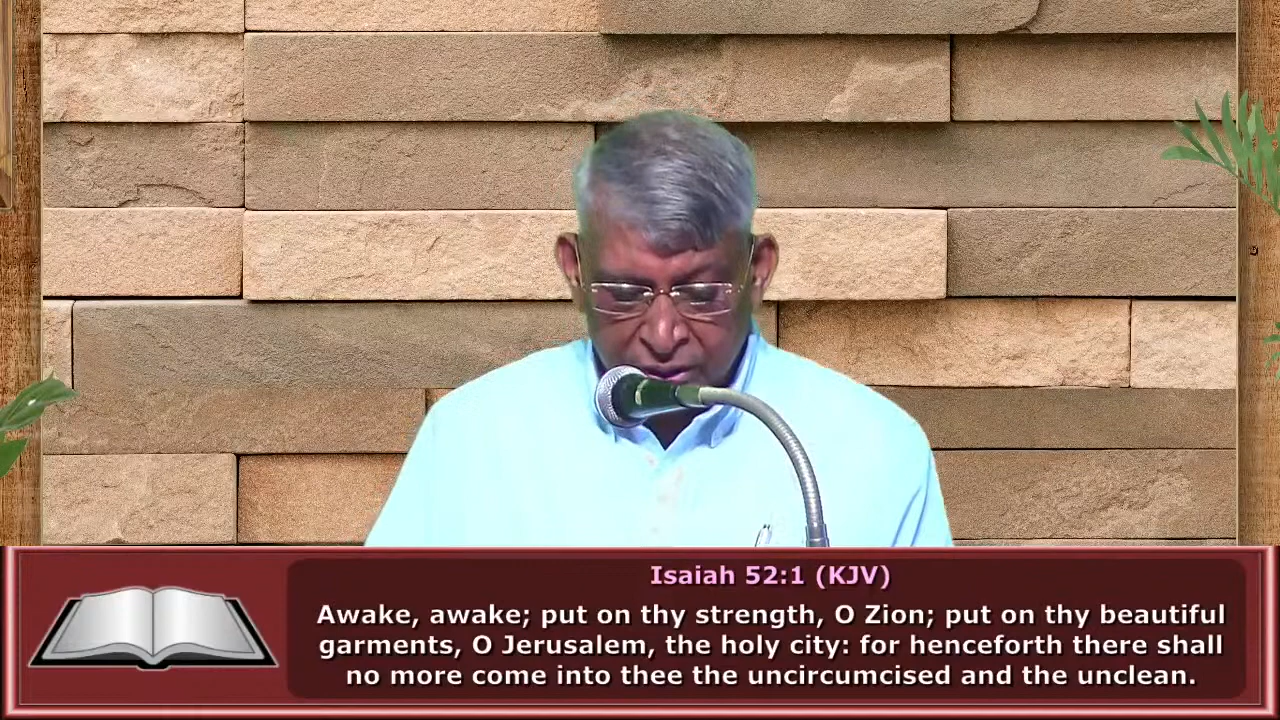 Isaiah 52:1 (KJV)
Awake, awake; put on thy strength, O Zion; put on thy beautiful
garments, O Jerusalem, the holy city: for henceforth there shall
no more come into thee the uncircumcised and the unclean.